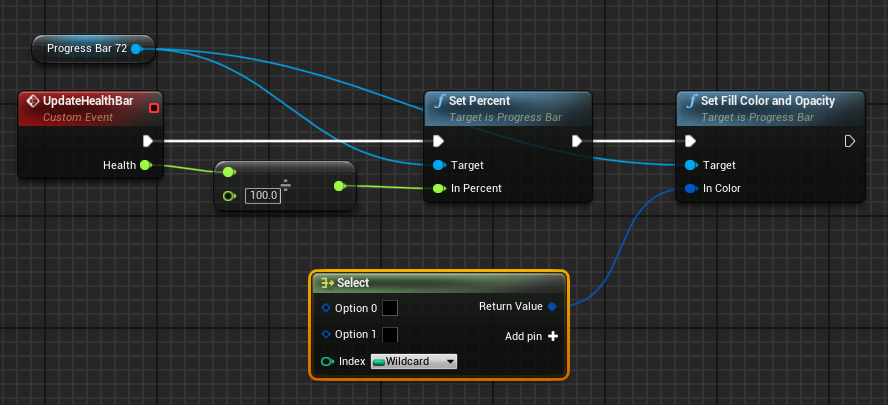 Progress Bar 72
UpdateHealthBar
Custom Event
Health
÷
100.0
f Set Percent
Target is Progress Bar
Target
In Percent
f Set Fill Color and Opacity
Target is Progress Bar
Target
In Color
Select
Option 0
Return Value
Option 1
Add pin
Index
Wildcard